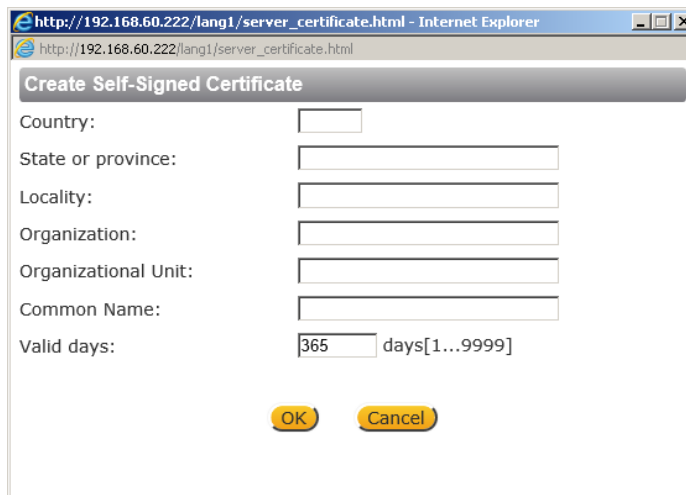 http://192.168.60.222/lang1/server_certificate.html - Internet Explorer
http://192.168.60.222/lang1/server_certificate.html
Create Self-Signed Certificate
Country:
State or province:
Locality:
Organization:
Organizational Unit:
Common Name:
Valid days: 365 days[1...9999]
OK Cancel